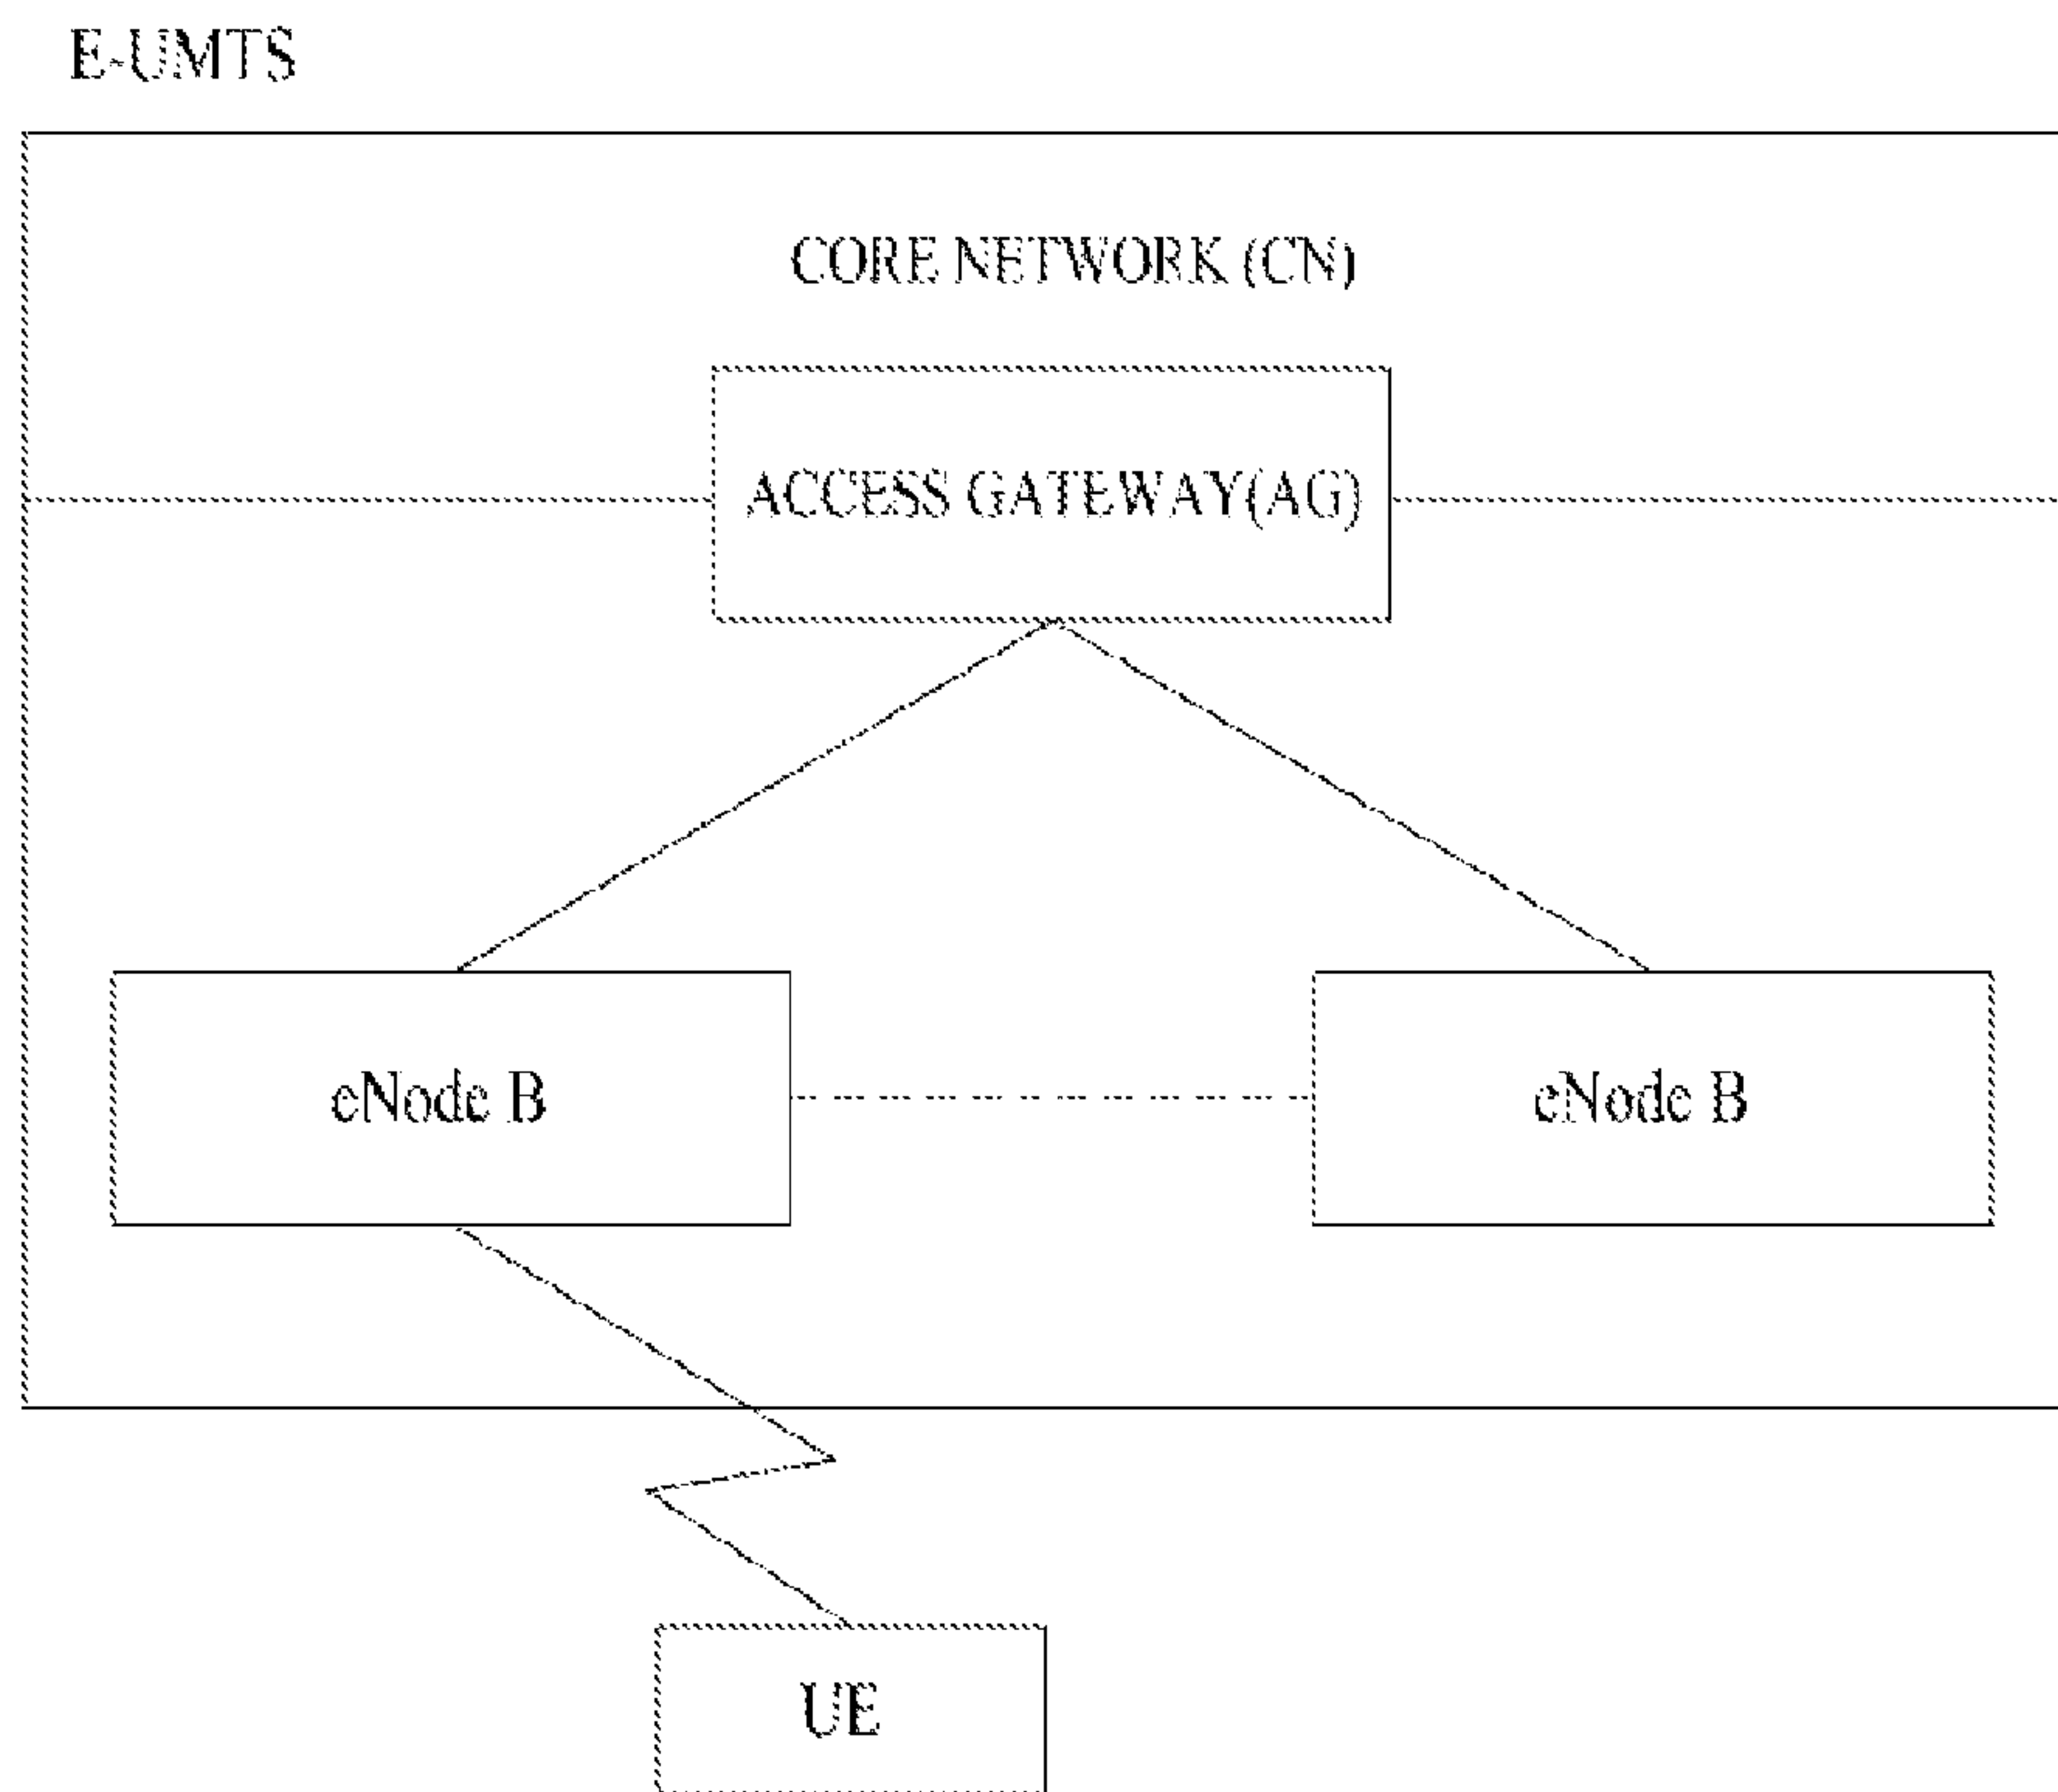 E-UMTS
CORE NETWORK (CN)
ACCESS GATEWAY(AG)
eNode B
eNode B
UE